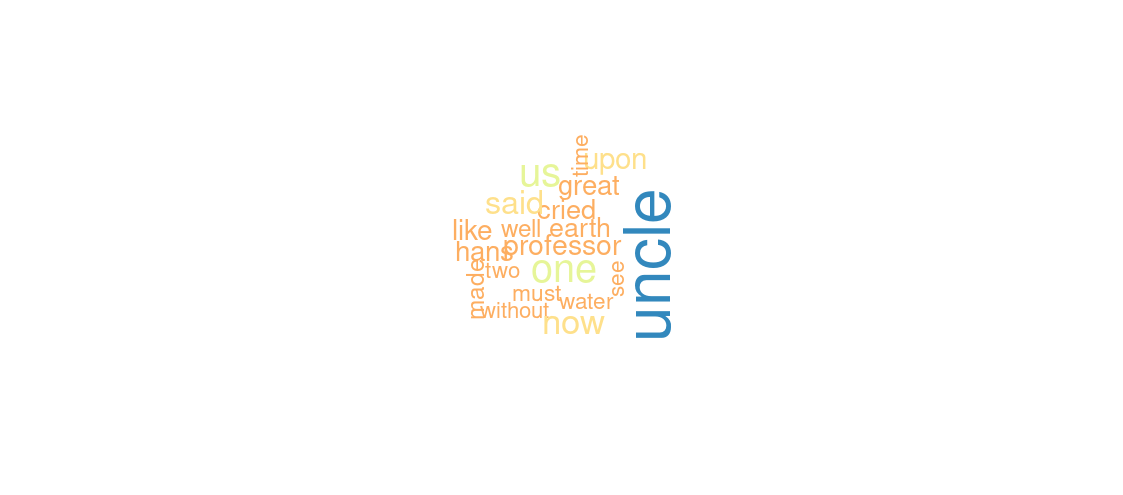 time
upon
us
great
said
cried
uncle
like
well
earth
hans
professor
two
one
see
made
must
water
without
now